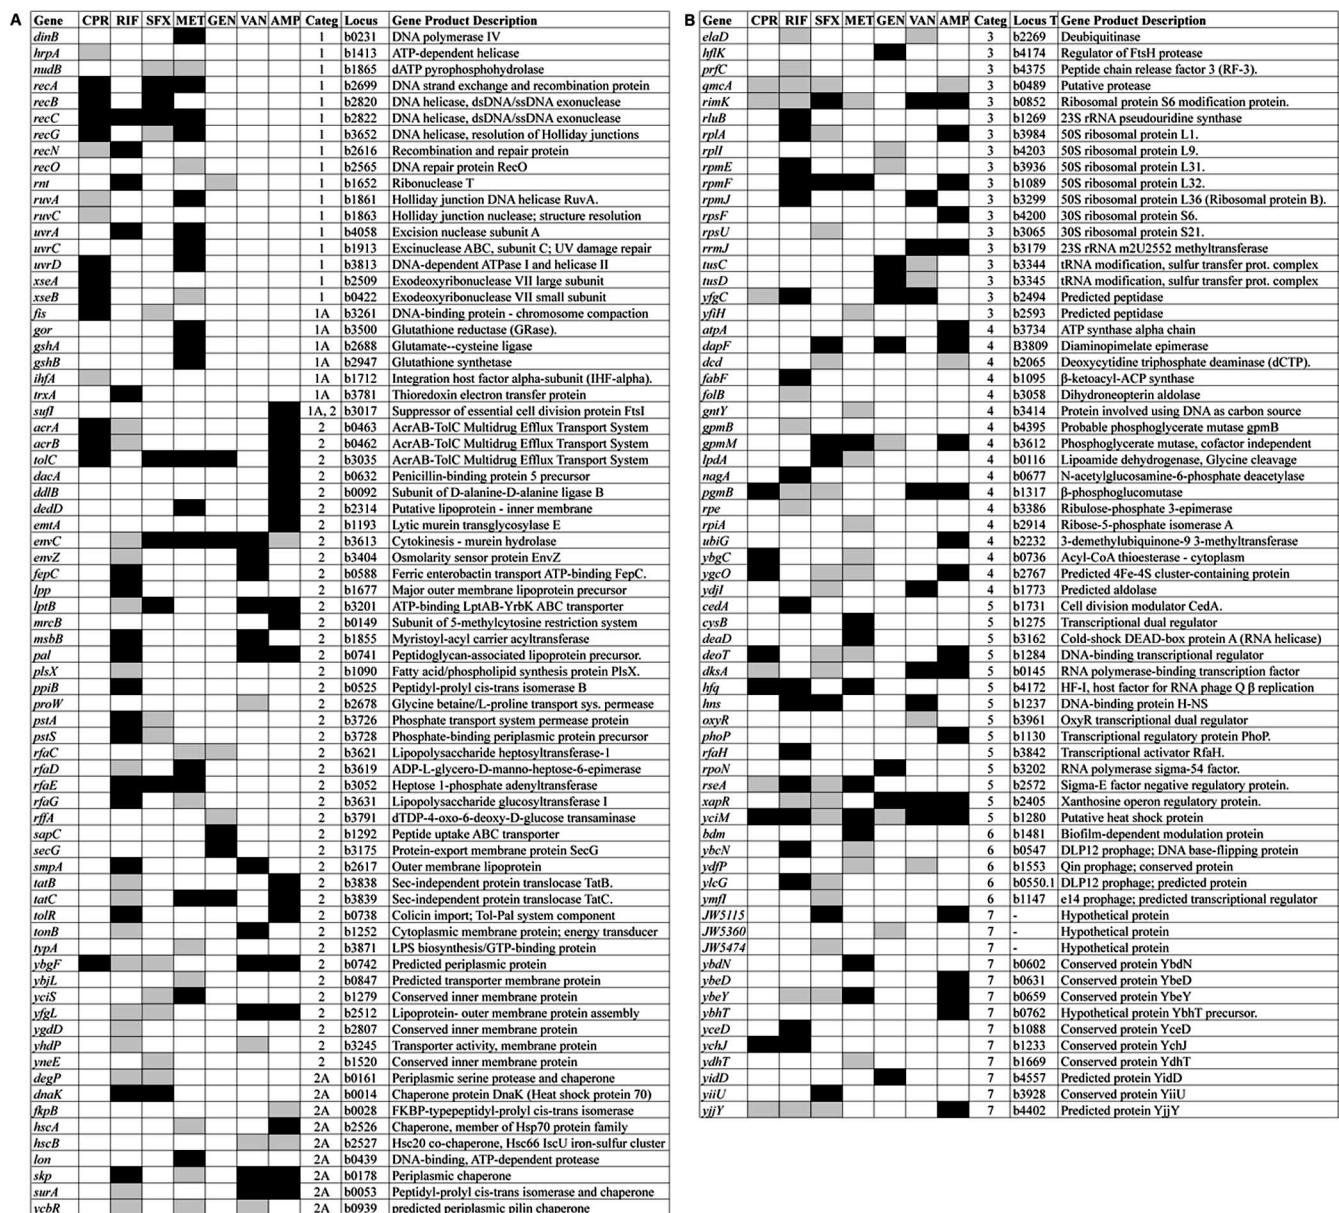 A
Gene CPR RIF SFX MET GEN VAN AMP Categ Locus Gene Product Description
dinB 1 b0231 DNA polymerase IV
hrpA 1 b1413 ATP-dependent helicase
nudB 1 b1865 dATP pyrophosphohydrolase
recA 1 b2699 DNA strand exchange and recombination protein
recB 1 b2820 DNA helicase, dsDNA/ssDNA exonuclease
recC 1 b2822 DNA helicase, dsDNA/ssDNA exonuclease
recG 1 b3652 DNA helicase, resolution of Holliday junctions
recN 1 b2616 Recombination and repair protein
recO 1 b2565 DNA repair protein RecO
rnt 1 b1652 Ribonuclease T
ruvA 1 b1861 Holliday junction DNA helicase RuvA.
ruvC 1 b1863 Holliday junction nuclease; structure resolution
uvrA 1 b4058 Excision nuclease subunit A
uvrC 1 b1913 Excinuclease ABC, subunit C; UV damage repair
uvrD 1 b3813 DNA-dependent ATPase I and helicase II
xseA 1 b2509 Exodeoxyribonuclease VII large subunit
xseB 1 b0422 Exodeoxyribonuclease VII small subunit
fis 1A b3261 DNA-binding protein - chromosome compaction
gor 1A b3500 Glutathione reductase (GRase).
gshA 1A b2688 Glutamate--cysteine ligase
gshB 1A b2947 Glutathione synthetase
ihfA 1A b1712 Integration host factor alpha-subunit (IHF-alpha).
trxA 1A b3781 Thioredoxin electron transfer protein
sufI 1A, 2 b3017 Suppressor of essential cell division protein FtsI
acrA 2 b0463 AcrAB-TolC Multidrug Efflux Transport System
acrB 2 b0462 AcrAB-TolC Multidrug Efflux Transport System
tolC 2 b3035 AcrAB-TolC Multidrug Efflux Transport System
dacA 2 b0632 Penicillin-binding protein 5 precursor
ddlB 2 b0092 Subunit of D-alanine-D-alanine ligase B
dedD 2 b2314 Putative lipoprotein - inner membrane
emtA 2 b1193 Lytic murein transglycosylase E
envC 2 b3613 Cytokinesis - murein hydrolase
envZ 2 b3404 Osmolarity sensor protein EnvZ
fepC 2 b0588 Ferric enterobactin transport ATP-binding FepC.
lpp 2 b1677 Major outer membrane lipoprotein precursor
lptB 2 b3201 ATP-binding LptAB-YrbK ABC transporter
mrcB 2 b0149 Subunit of 5-methylcytosine restriction system
msbB 2 b1855 Myristoyl-acyl carrier acyltransferase
pal 2 b0741 Peptidoglycan-associated lipoprotein precursor.
plsX 2 b1090 Fatty acid/phospholipid synthesis protein PlsX.
ppiB 2 b0525 Peptidyl-prolyl cis-trans isomerase B
proW 2 b2678 Glycine betaine/L-proline transport sys. permease
pstA 2 b3726 Phosphate transport system permease protein
pstS 2 b3728 Phosphate-binding periplasmic protein precursor
rfaC 2 b3621 Lipopolysaccharide heptosyltransferase-1
rfaD 2 b3619 ADP-L-glycero-D-manno-heptose-6-epimerase
rfaE 2 b3052 Heptose 1-phosphate adenyltransferase
rfaG 2 b3631 Lipopolysaccharide glucosyltransferase I
rffA 2 b3791 dTDP-4-oxo-6-deoxy-D-glucose transaminase
sapC 2 b1292 Peptide uptake ABC transporter
secG 2 b3175 Protein-export membrane protein SecG
smpA 2 b2617 Outer membrane lipoprotein
tatB 2 b3838 Sec-independent protein translocase TatB.
tatC 2 b3839 Sec-independent protein translocase TatC.
tolR 2 b0738 Colicin import; Tol-Pal system component
tonB 2 b1252 Cytoplasmic membrane protein; energy transducer
typA 2 b3871 LPS biosynthesis/GTP-binding protein
ybgF 2 b0742 Predicted periplasmic protein
ybjL 2 b0847 Predicted transporter membrane protein
yciS 2 b1279 Conserved inner membrane protein
yfgL 2 b2512 Lipoprotein- outer membrane protein assembly
ygdD 2 b2807 Conserved inner membrane protein
yhdP 2 b3245 Transporter activity, membrane protein
yneE 2 b1520 Conserved inner membrane protein
degP 2A b0161 Periplasmic serine protease and chaperone
dnaK 2A b0014 Chaperone protein DnaK (Heat shock protein 70)
fkpB 2A b0028 FKBP-typepeptidyl-prolyl cis-trans isomerase
hscA 2A b2526 Chaperone, member of Hsp70 protein family
hscB 2A b2527 Hsc20 co-chaperone, Hsc66 IscU iron-sulfur cluster
lon 2A b0439 DNA-binding, ATP-dependent protease
skp 2A b0178 Periplasmic chaperone
surA 2A b0053 Peptidyl-prolyl cis-trans isomerase and chaperone
ycbR 2A b0939 predicted periplasmic pilin chaperone
B
Gene CPR RIF SFX MET GEN VAN AMP Categ Locus T Gene Product Description
elaD 3 b2269 Deubiquitinase
hflK 3 b4174 Regulator of FtsH protease
prfC 3 b4375 Peptide chain release factor 3 (RF-3).
qmcA 3 b0489 Putative protease
rimK 3 b0852 Ribosomal protein S6 modification protein.
rluB 3 b1269 23S rRNA pseudouridine synthase
rplA 3 b3984 50S ribosomal protein L1.
rplI 3 b4203 50S ribosomal protein L9.
rpmE 3 b3936 50S ribosomal protein L31.
rpmF 3 b1089 50S ribosomal protein L32.
rpmJ 3 b3299 50S ribosomal protein L36 (Ribosomal protein B).
rpsF 3 b4200 30S ribosomal protein S6.
rpsU 3 b3065 30S ribosomal protein S21.
rrmJ 3 b3179 23S rRNA m2U2552 methyltransferase
tusC 3 b3344 tRNA modification, sulfur transfer prot. complex
tusD 3 b3345 tRNA modification, sulfur transfer prot. complex
yfgC 3 b2494 Predicted peptidase
yfiH 3 b2593 Predicted peptidase
atpA 4 b3734 ATP synthase alpha chain
dapF 4 B3809 Diaminopimelate epimerase
dcd 4 b2065 Deoxycytidine triphosphate deaminase (dCTP).
fabF 4 b1095 β-ketoacyl-ACP synthase
folB 4 b3058 Dihydroneopterin aldolase
gntY 4 b3414 Protein involved using DNA as carbon source
gpmB 4 b4395 Probable phosphoglycerate mutase gpmB
gpmM 4 b3612 Phosphoglycerate mutase, cofactor independent
lpdA 4 b0116 Lipoamide dehydrogenase, Glycine cleavage
nagA 4 b0677 N-acetylglucosamine-6-phosphate deacetylase
pgmB 4 b1317 β-phosphoglucomutase
rpe 4 b3386 Ribulose-phosphate 3-epimerase
rpiA 4 b2914 Ribose-5-phosphate isomerase A
ubiG 4 b2232 3-demethylubiquinone-9 3-methyltransferase
ybgC 4 b0736 Acyl-CoA thioesterase - cytoplasm
ygcO 4 b2767 Predicted 4Fe-4S cluster-containing protein
ydjI 4 b1773 Predicted aldolase
cedA 5 b1731 Cell division modulator CedA.
cysB 5 b1275 Transcriptional dual regulator
deaD 5 b3162 Cold-shock DEAD-box protein A (RNA helicase)
deoT 5 b1284 DNA-binding transcriptional regulator
dksA 5 b0145 RNA polymerase-binding transcription factor
hfq 5 b4172 HF-I, host factor for RNA phage Q β replication
hns 5 b1237 DNA-binding protein H-NS
oxyR 5 b3961 OxyR transcriptional dual regulator
phoP 5 b1130 Transcriptional regulatory protein PhoP.
rfaH 5 b3842 Transcriptional activator RfaH.
rpoN 5 b3202 RNA polymerase sigma-54 factor.
rseA 5 b2572 Sigma-E factor negative regulatory protein.
xapR 5 b2405 Xanthosine operon regulatory protein.
yciM 5 b1280 Putative heat shock protein
bdm 6 b1481 Biofilm-dependent modulation protein
ybcN 6 b0547 DLP12 prophage; DNA base-flipping protein
ydfP 6 b1553 Qin prophage; conserved protein
ylcG 6 b0550.1 DLP12 prophage; predicted protein
ymfI 6 b1147 e14 prophage; predicted transcriptional regulator
JW5115 7 - Hypothetical protein
JW5360 7 - Hypothetical protein
JW5474 7 - Hypothetical protein
ybdN 7 b0602 Conserved protein YbdN
ybeD 7 b0631 Conserved protein YbeD
ybeY 7 b0659 Conserved protein YbeY
ybhT 7 b0762 Hypothetical protein YbhT precursor.
yceD 7 b1088 Conserved protein YceD
ychJ 7 b1233 Conserved protein YchJ
ydhT 7 b1669 Conserved protein YdhT
yidD 7 b4557 Predicted protein YidD
yiiU 7 b3928 Conserved protein YiiU
yjjY 7 b4402 Predicted protein YjjY